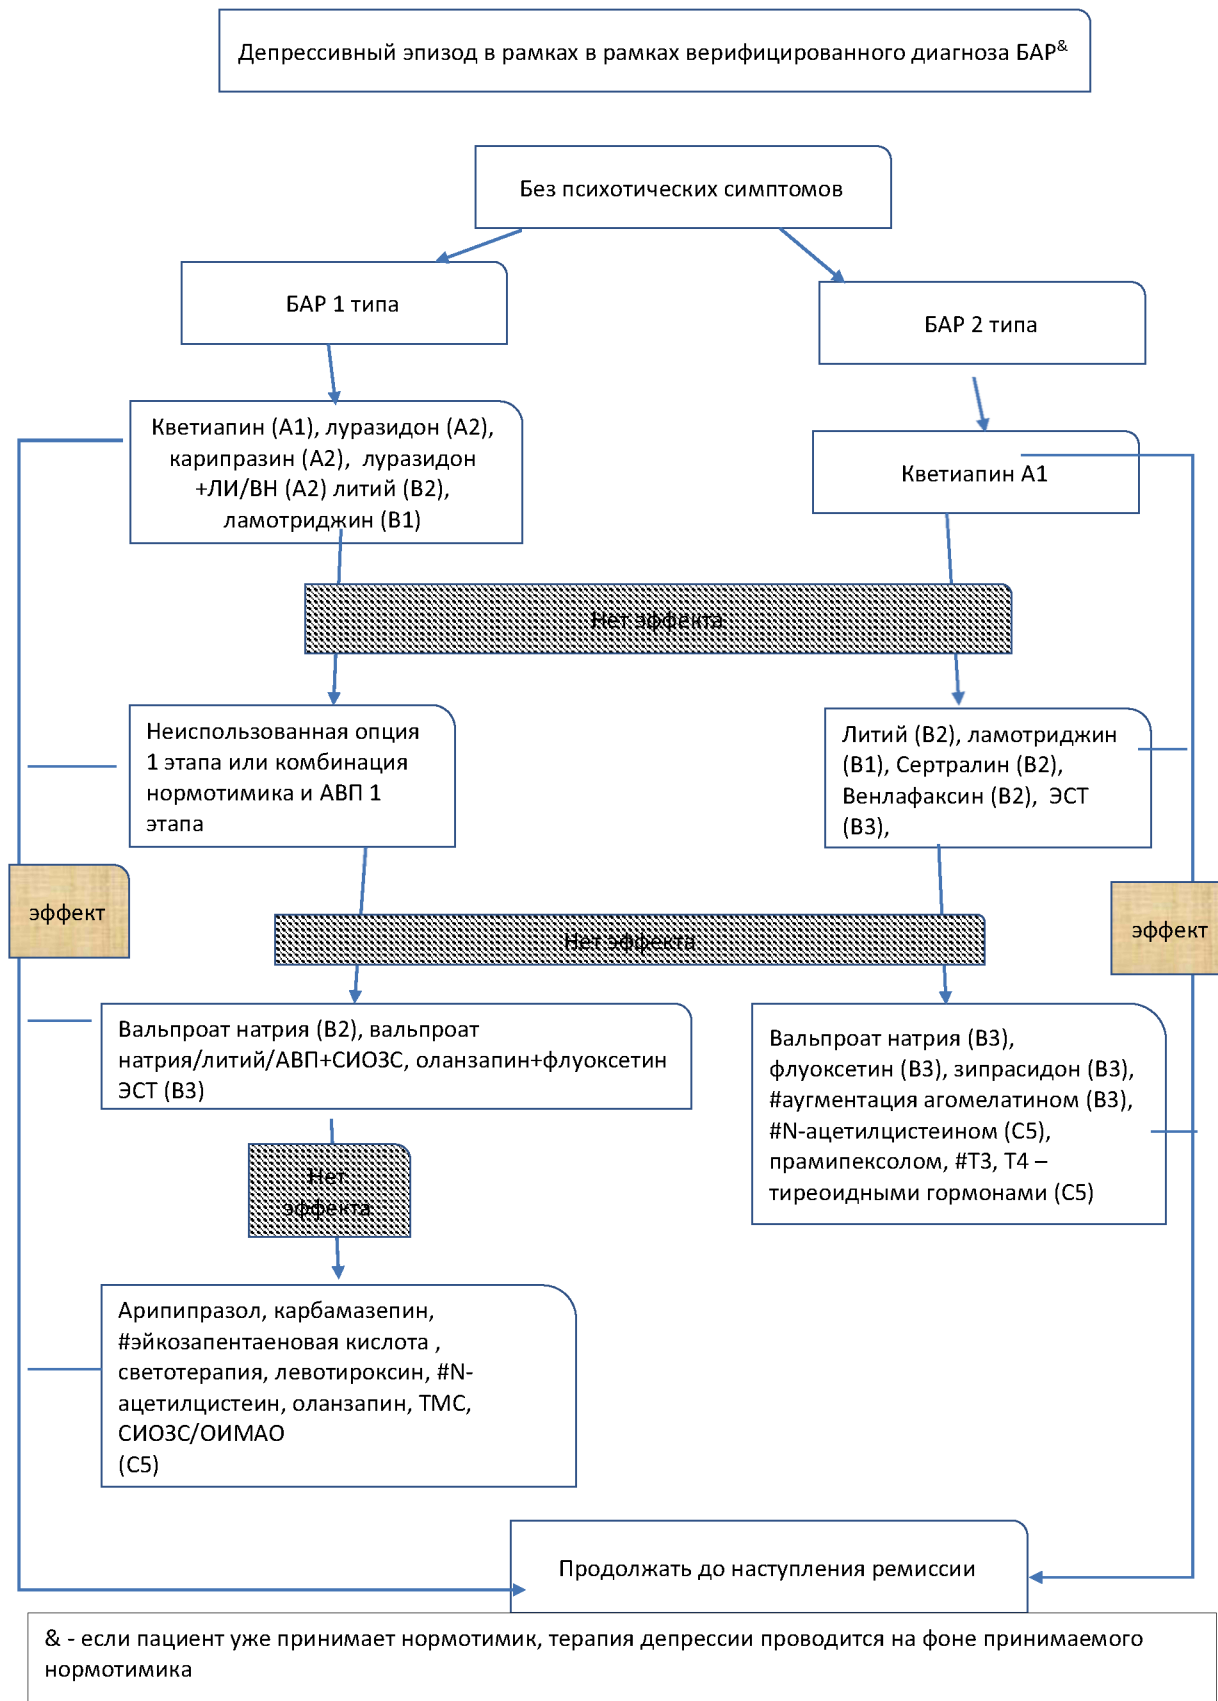 Депрессивный эпизод в рамках в рамках верифицированного диагноза БАР&
Без психотических симптомов
БАР 1 типа
БАР 2 типа
Кветиапин (А1), луразидон (А2),
карипразин (А2), луразидон
+ЛИ/ВН (А2) литий (В2),
ламотриджин (В1)
Кветиапин А1
Нет эффекта
Неиспользованная опция
1 этапа или комбинация
нормотимика и АВП 1
этапа
Литий (В2), ламотриджин
(В1), Сертралин (В2),
Венлафаксин (В2), ЭСТ
(В3),
эффект
эффект
Нет эффекта
Вальпроат натрия (В2), вальпроат
натрия/литий/АВП+СИОЗС, оланзапин+флуоксетин
ЭСТ (В3)
Вальпроат натрия (В3),
флуоксетин (В3), зипрасидон (В3),
#аугментация агомелатином (В3),
#N-ацетилцистеином (С5),
прамипексолом, #Т3, Т4 –
тиреоидными гормонами (С5)
Нет
эффекта
Арипипразол, карбамазепин,
#эйкозапентаеновая кислота ,
светотерапия, левотироксин, #N-
ацетилцистеин, оланзапин, ТМС,
СИОЗС/ОИМАО
(С5)
Продолжать до наступления ремиссии
& - если пациент уже принимает нормотимик, терапия депрессии проводится на фоне принимаемого
нормотимика